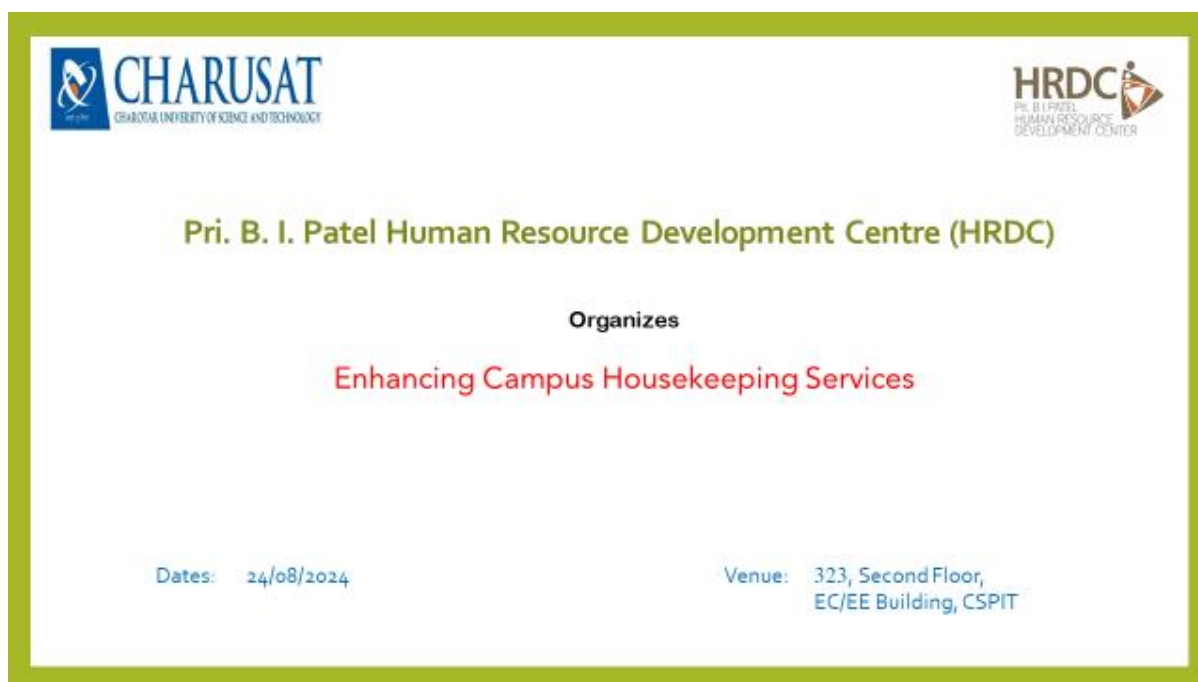 CHARUSAT
CHAROTAR UNIVERSITY OF SCIENCE AND TECHNOLOGY
HRDC
Pri. B I PATEL
HUMAN RESOURCE
DEVELOPMENT CENTER
Pri. B. I. Patel Human Resource Development Centre (HRDC)
Organizes
Enhancing Campus Housekeeping Services
Dates: 24/08/2024
Venue: 323, Second Floor,
EC/EE Building, CSPIT